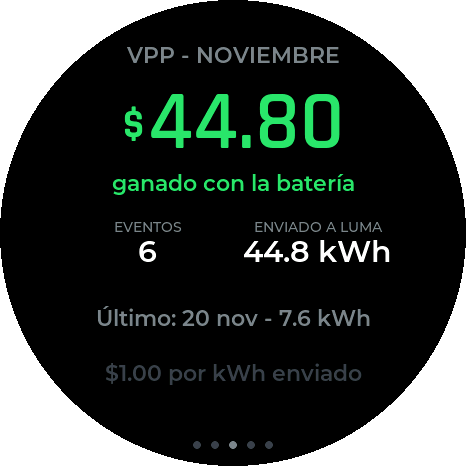 VPP - NOVIEMBRE
$44.80
ganado con la batería
EVENTOS ENVIADO A LUMA
6 44.8 kWh
Último: 20 nov - 7.6 kWh
$1.00 por kWh enviado